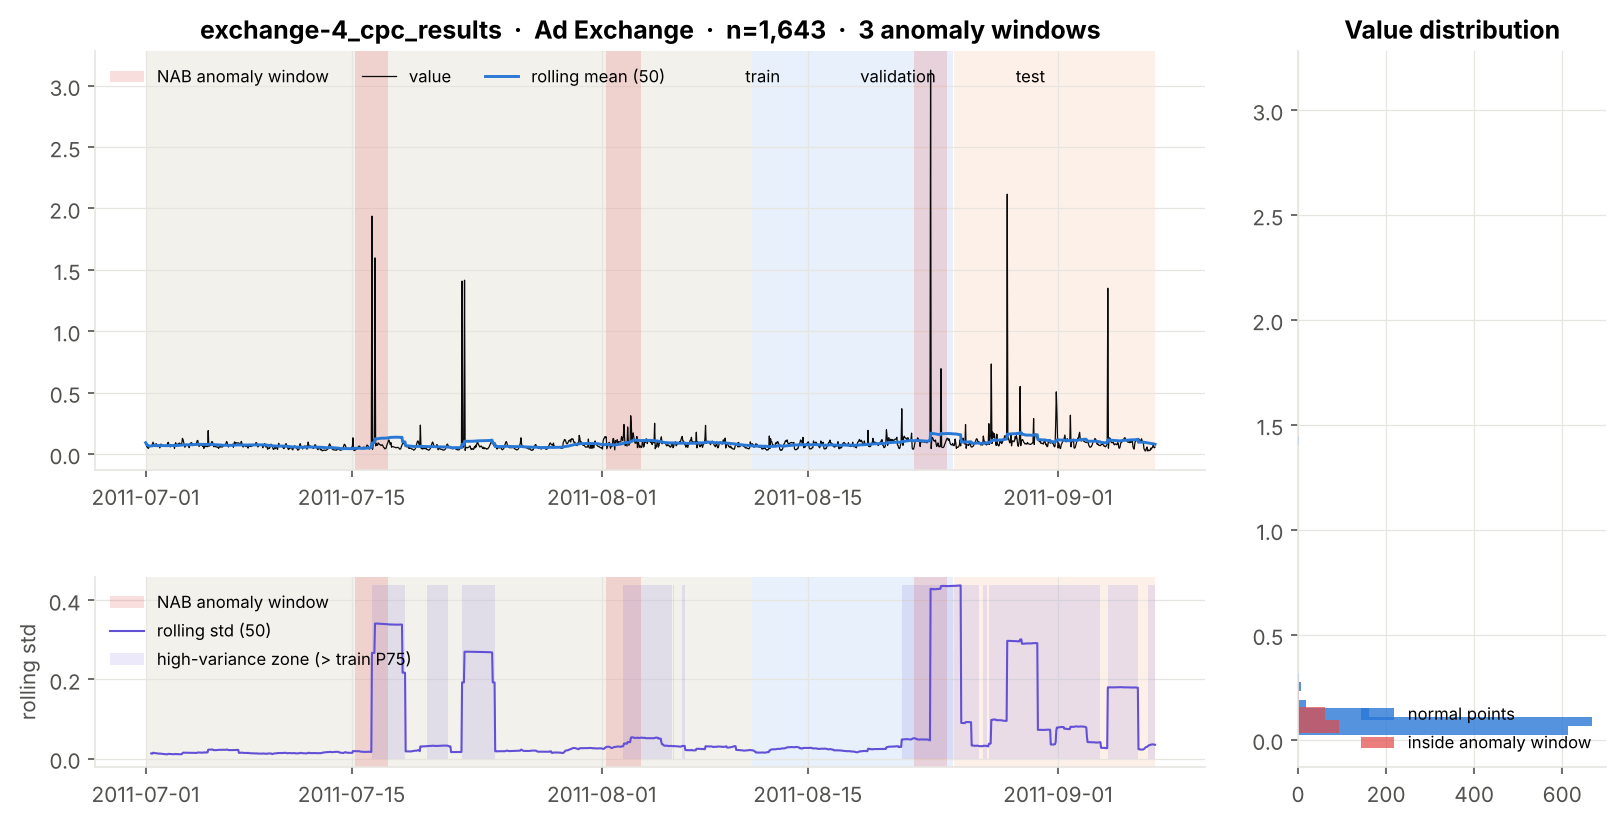 exchange-4_cpc_results · Ad Exchange · n=1,643 · 3 anomaly windows
NAB anomaly window value rolling mean (50) train validation test
3.0
2.5
2.0
1.5
1.0
0.5
0.0
2011-07-01 2011-07-15 2011-08-01 2011-08-15 2011-09-01
rolling std
NAB anomaly window
rolling std (50)
high-variance zone (> train P75)
0.4
0.2
0.0
2011-07-01 2011-07-15 2011-08-01 2011-08-15 2011-09-01
Value distribution
3.0
2.5
2.0
1.5
1.0
0.5
0.0
normal points
inside anomaly window
0 200 400 600